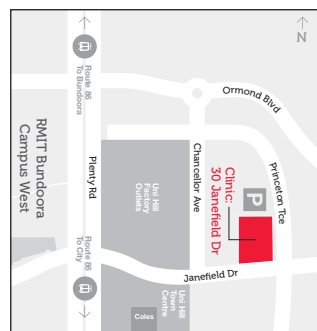 N
Route 86
To Bundoora
Ormond Blvd
RMIT Bundoora
Campus West
Plenty Rd
Uni Hill
Factory
Outlets
Chancellor Ave
Clinic:
30 Janefield Dr
P
Princeton Tce
Route 86
To City
Janefield Dr
Uni Hill
Town
Centre
Coles